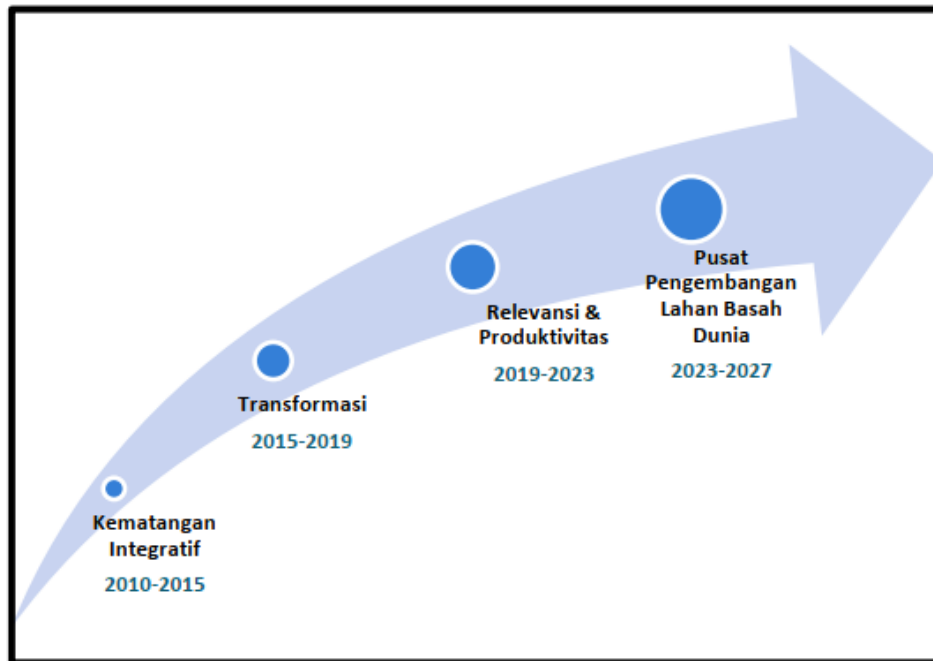 Kematangan
Integratif
2010-2015
Transformasi
2015-2019
Relevansi &
Produktivitas
2019-2023
Pusat
Pengembangan
Lahan Basah
Dunia
2023-2027